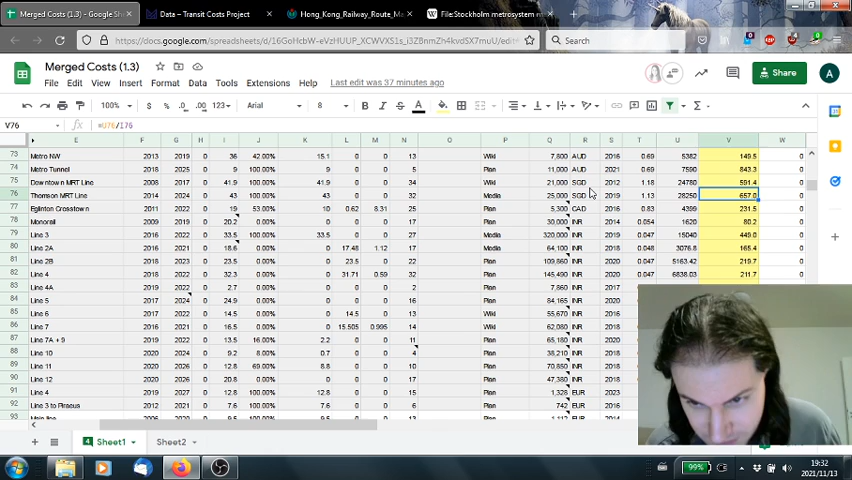 Merged Costs (1.3) - Google She
Data – Transit Costs Project
Hong_Kong_Railway_Route_Ma
File:Stockholm metrosystem m
https://docs.google.com/spreadsheets/d/
Search
Merged Costs (1.3)
File Edit View Insert Format Data Tools Extensions Help
Last edit was 37 minutes ago
Share
A
100% $ % .0 .00 123 Arial 8 B I S A
V76 fx =U76/I76
E F G H I J K L M N O P Q R S T U V W
73 Metro NW 2013 2019 0 36 42.00% 15.1 0 0 13 Wiki 7,800 AUD 2016 0.69 5382 149.5 0
74 Metro Tunnel 2018 2025 0 9 100.00% 9 0 0 5 Plan 11,000 AUD 2021 0.69 7590 843.3 0
75 Downtown MRT Line 2008 2017 0 41.9 100.00% 41.9 0 0 34 Wiki 21,000 SGD 2012 1.18 24780 591.4 0
76 Thomson MRT Line 2014 2024 0 43 100.00% 43 0 0 32 Media 25,000 SGD 2019 1.13 28250 657.0 0
77 Eglinton Crosstown 2011 2022 0 19 53.00% 10 0.62 8.31 25 Plan 5,300 CAD 2016 0.83 4399 231.5 0
78 Monorail 2009 2019 0 20.2 0.00% 0 0 0 17 Plan 30,000 INR 2014 0.054 1620 80.2 0
79 Line 3 2016 2022 0 33.5 100.00% 33.5 0 0 27 Media 320,000 INR 2019 0.047 15040 449.0 0
80 Line 2A 2016 2021 0 18.6 0.00% 0 17.48 1.12 17 Media 64,100 INR 2018 0.048 3076.8 165.4 0
81 Line 2B 2018 2022 0 23.5 0.00% 0 23.5 0 22 Plan 109,860 INR 2020 0.047 5163.42 219.7 0
82 Line 4 2018 2022 0 32.3 0.00% 0 31.71 0.59 32 Plan 145,490 INR 2020 0.047 6838.03 211.7 0
83 Line 4A 2019 2022 0 2.7 0.00% 0 0 0 2 Plan 7,860 INR 2017
84 Line 5 2017 2024 0 24.9 0.00% 0 0 0 16 Plan 84,165 INR 2018
85 Line 6 2017 2022 0 14.5 0.00% 0 14.5 0 13 Wiki 55,670 INR 2018
86 Line 7 2016 2021 0 16.5 0.00% 0 15.505 0.995 14 Wiki 62,080 INR 2018
87 Line 7A + 9 2019 2022 0 13.5 16.00% 2.2 0 0 11 Plan 65,180 INR 2020
88 Line 10 2020 2024 0 9.2 8.00% 0.7 0 0 4 Plan 38,210 INR 2018
89 Line 11 2020 2026 0 12.8 69.00% 8.8 0 0 10 Plan 70,850 INR 2018
90 Line 12 2020 2026 0 20.8 0.00% 0 0 0 17 Plan 47,380 INR 2018
91 Line 4 2021 2029 0 12.8 100.00% 12.8 0 0 14 Plan 1,328 EUR 2023
92 Line 3 to Piraeus 2012 2022 0 7.6 100.00% 7.6 0 0 6 Plan 742 EUR 2016
Sheet1 Sheet2
4
99%
19:32
2021/11/13